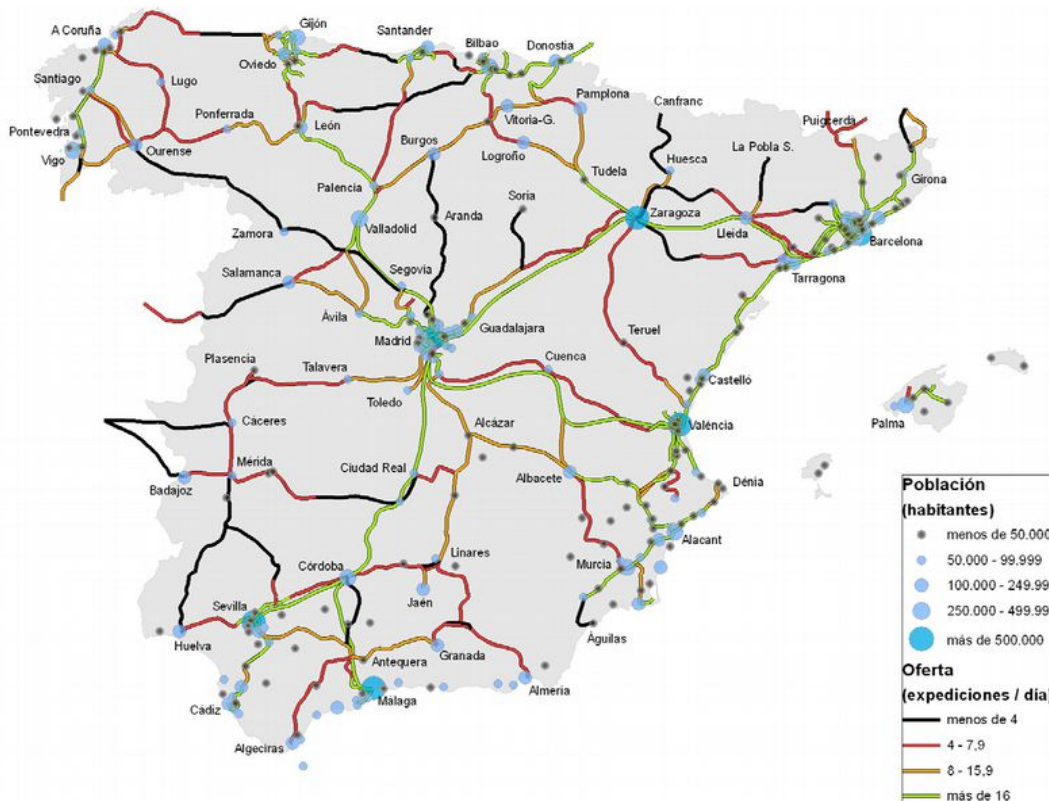 Gijón
A Coruña
Santander
Bilbao
Donostia
Oviedo
Santiago
Lugo
Pamplona
Canfranc
Puigcerda
Ponferrada
León
Vitoria-G.
Pontevedra
Burgos
La Pobla S.
Huesca
Ourense
Logroño
Vigo
Girona
Tudela
Palencia
Soria
Aranda
Zaragoza
Valladolid
Lleida
Zamora
Barcelona
Segovia
Salamanca
Tarragona
Ávila
Guadalajara
Madrid
Teruel
Plasencia
Cuenca
Talavera
Castelló
Toledo
Cáceres
Alcázar
València
Palma
Mérida
Ciudad Real
Albacete
Dénia
Badajoz
Alacant
Linares
Córdoba
Murcia
Jaén
Sevilla
Águilas
Huelva
Antequera
Granada
Almería
Málaga
Cádiz
Algeciras
Población
(habitantes)
menos de 50.000
50.000 - 99.999
100.000 - 249.99
250.000 - 499.99
más de 500.000
Oferta
(expediciones / día)
menos de 4
4 - 7,9
8 - 15,9
más de 16